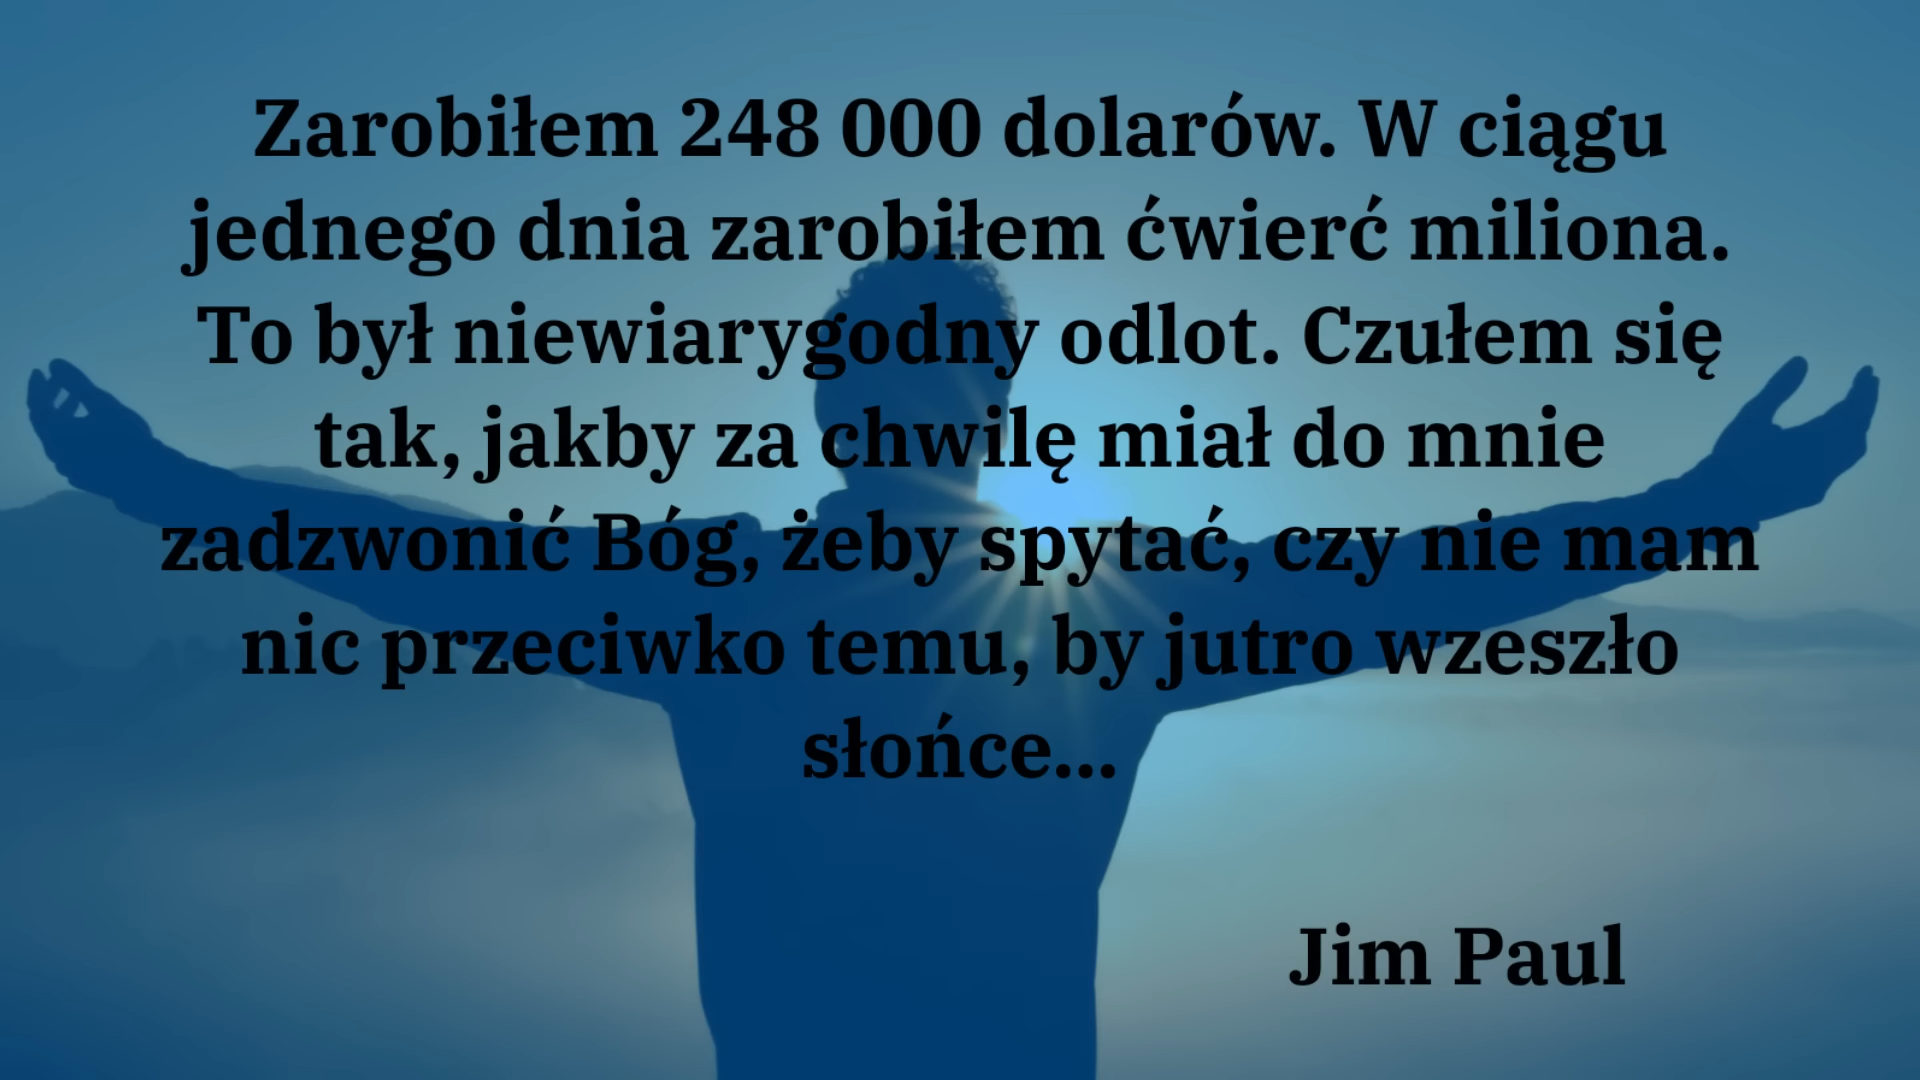 Zarobiłem 248 000 dolarów. W ciągu
jednego dnia zarobiłem ćwierć miliona.
To był niewiarygodny odlot. Czułem się
tak, jakby za chwilę miał do mnie
zadzwonić Bóg, żeby spytać, czy nie mam
nic przeciwko temu, by jutro wzeszło
słońce...
Jim Paul